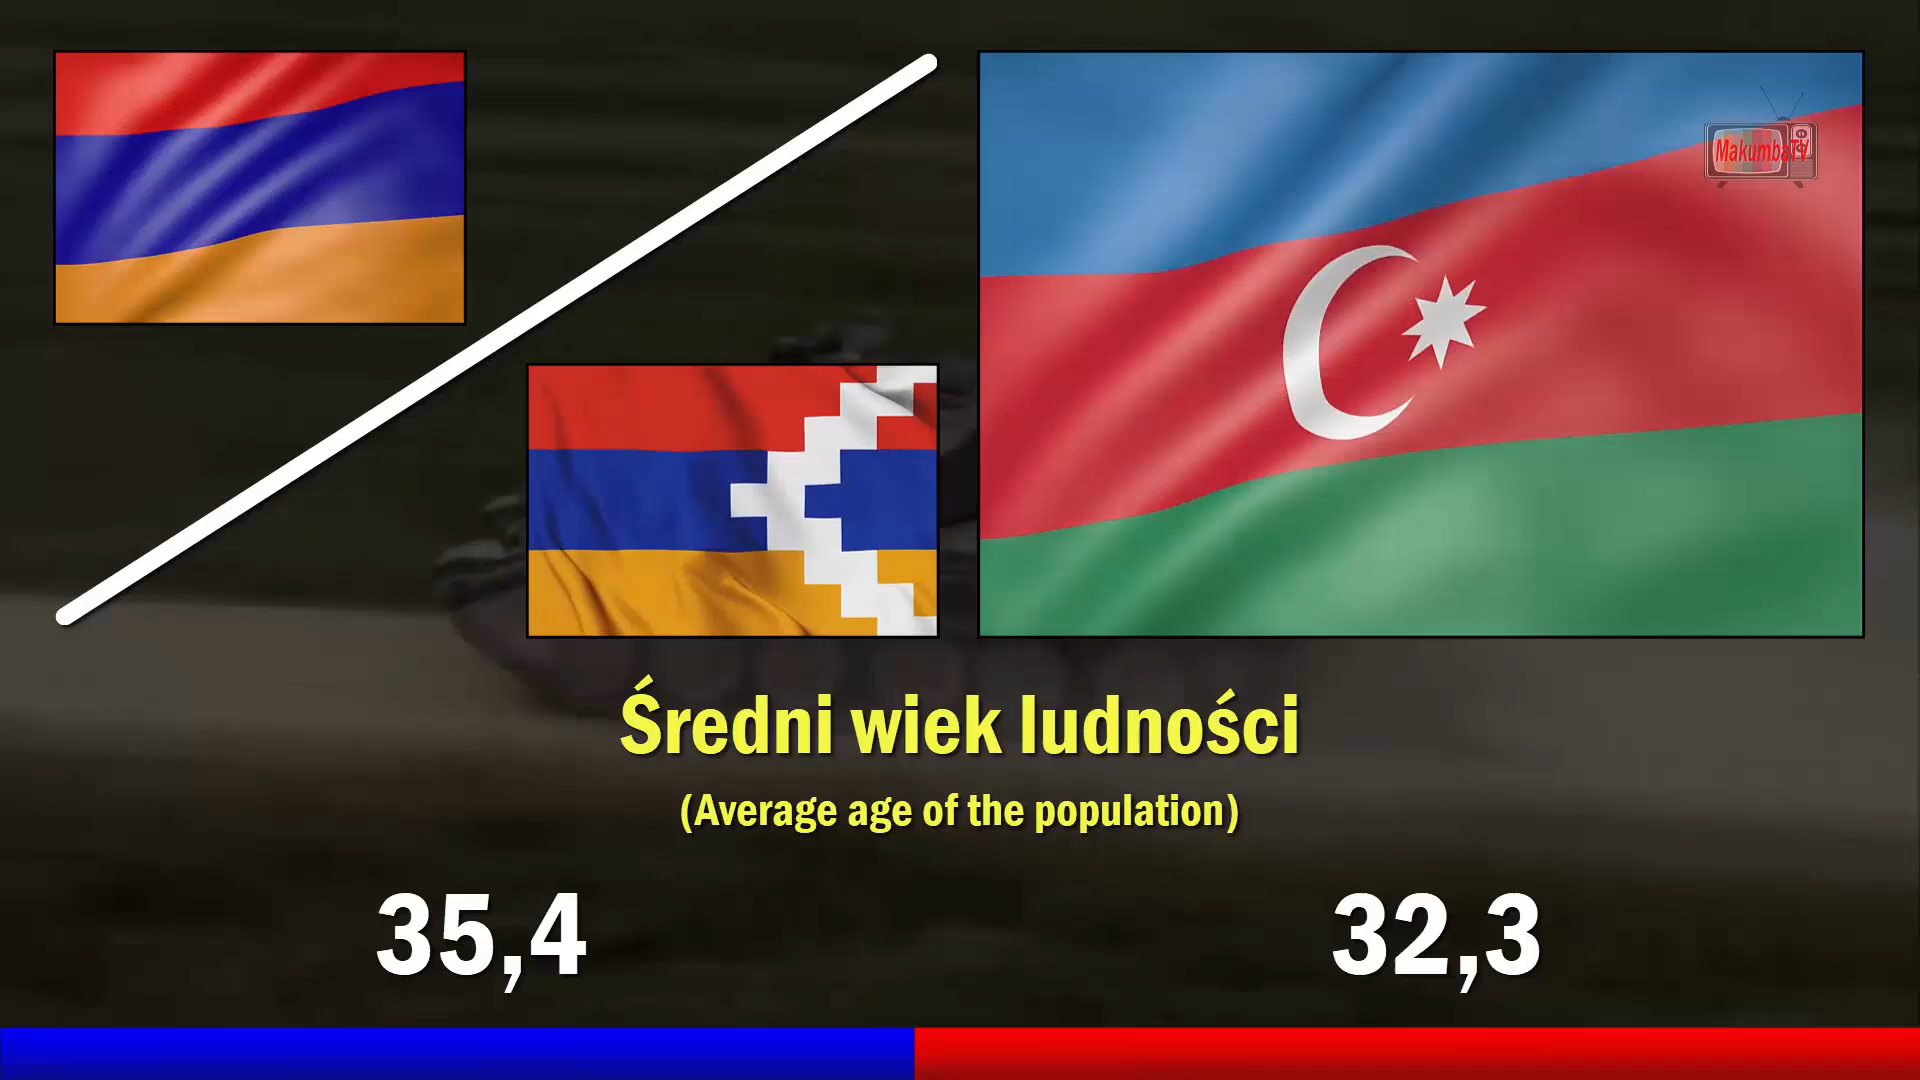 MakumbaTV
Średni wiek ludności
(Average age of the population)
35,4
32,3